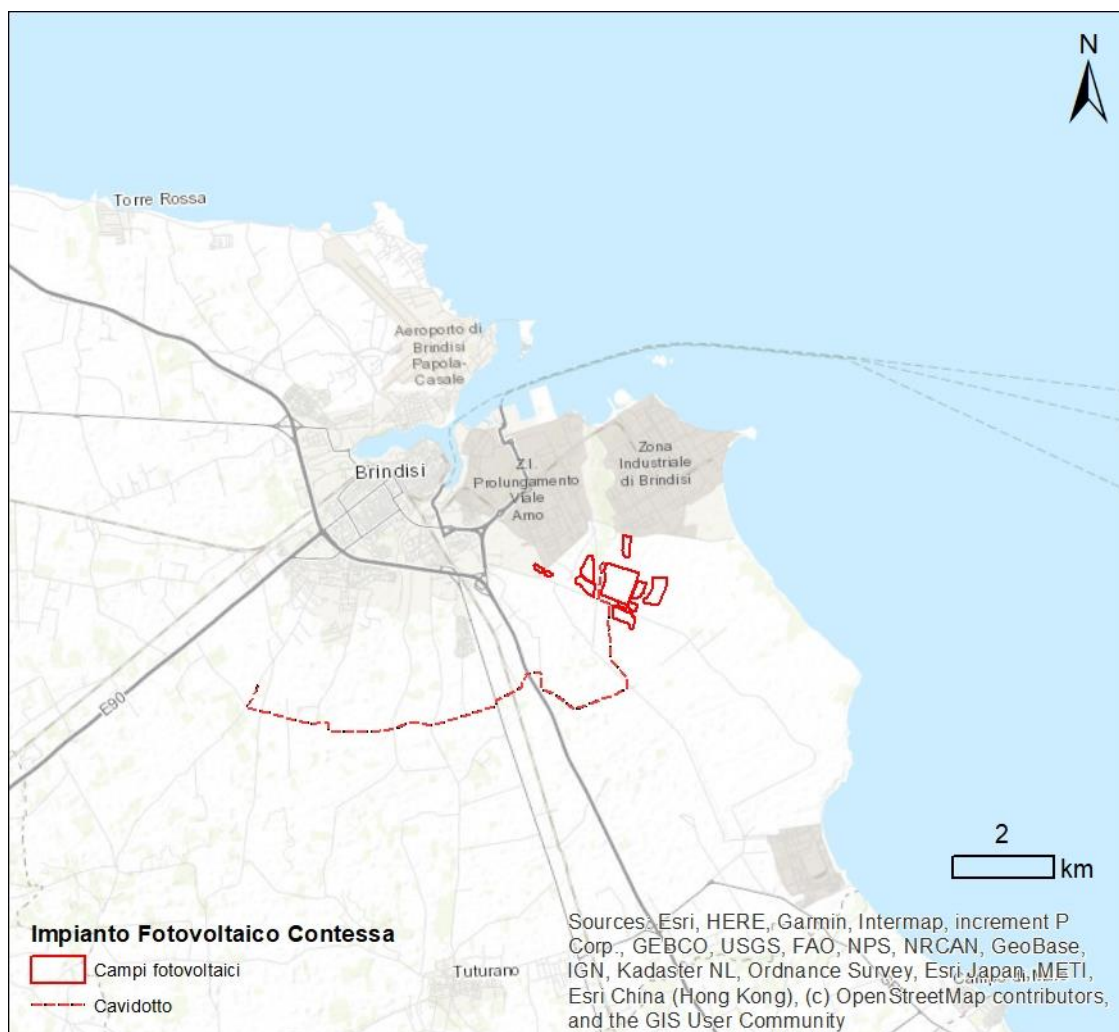 N
Torre Rossa
Aeroporto di
Brindisi
Papola-
Casale
Brindisi
Z.I.
Prolungamento
Viale
Arno
Zona
Industriale
di Brindisi
E90
2
km
Impianto Fotovoltaico Contessa
Campi fotovoltaici
Cavidotto
Tuturano
Sources: Esri, HERE, Garmin, Intermap, increment P
Corp., GEBCO, USGS, FAO, NPS, NRCAN, GeoBase,
IGN, Kadaster NL, Ordnance Survey, Esri Japan, METI,
Esri China (Hong Kong), (c) OpenStreetMap contributors,
and the GIS User Community